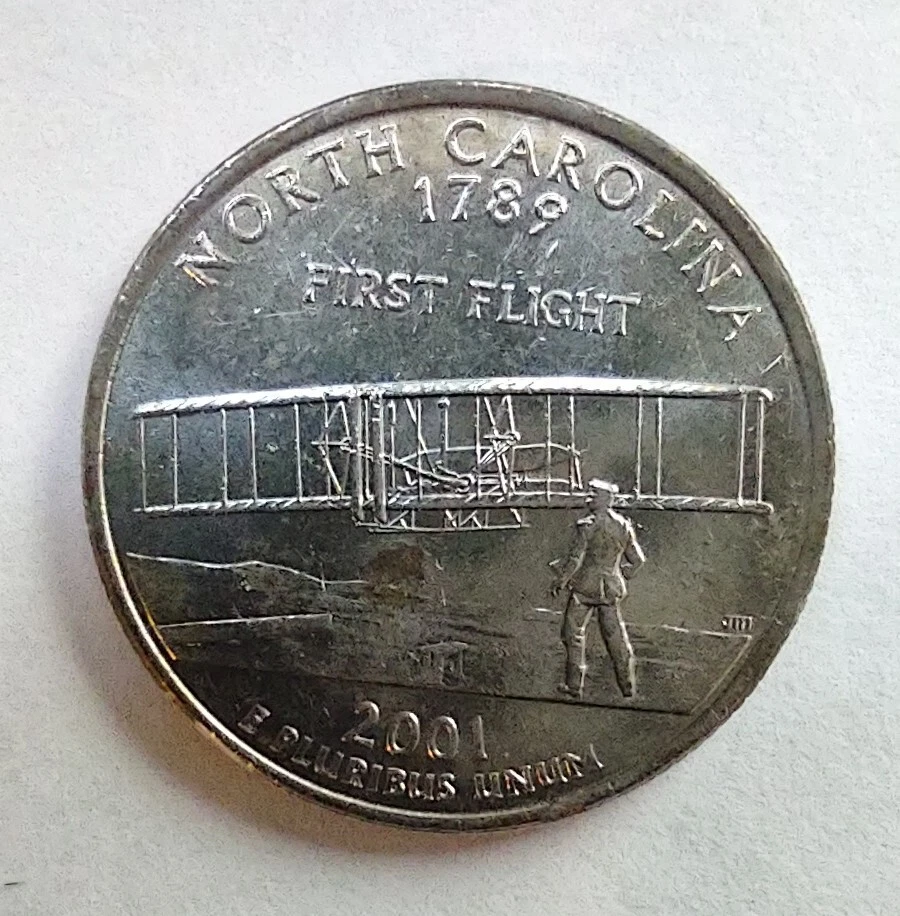 NORTH CAROLINA
1789
FIRST FLIGHT
2001
E PLURIBUS UNUM